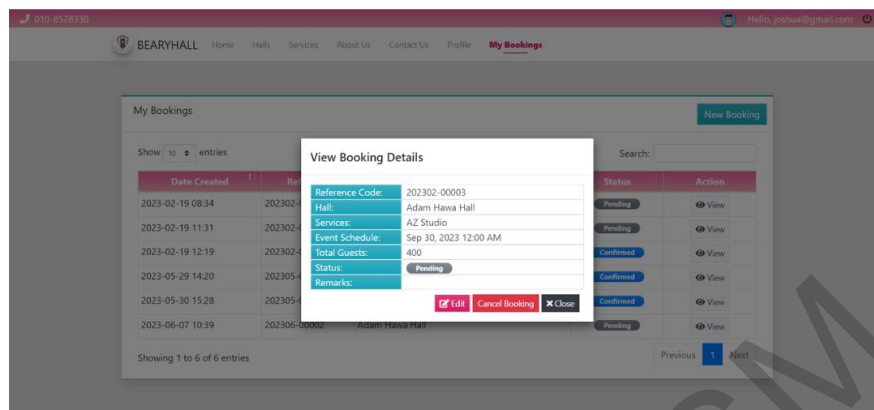 010-8528330
Hello, joshua@gmail.com
BEARYHALL Home Halls Services About Us Contact Us Profile My Bookings
My Bookings
New Booking
Show 10 entries
Search:
Date Created Ref Status Action
2023-02-19 08:34 202302- Pending View
2023-02-19 11:31 202302- Pending View
2023-02-19 12:19 202302- Confirmed View
2023-05-29 14:20 202305- Confirmed View
2023-05-30 15:28 202305- Confirmed View
2023-06-07 10:39 202306-00002 Adam Hawa Hall Pending View
Showing 1 to 6 of 6 entries
Previous 1 Next
View Booking Details
Reference Code: 202302-00003
Hall: Adam Hawa Hall
Services: AZ Studio
Event Schedule: Sep 30, 2023 12:00 AM
Total Guests: 400
Status: Pending
Remarks:
Edit Cancel Booking Close